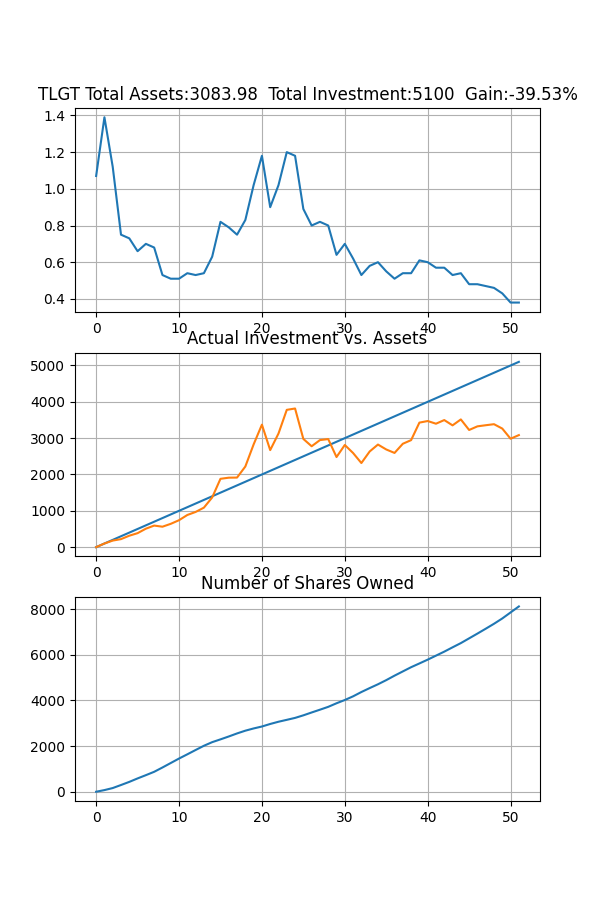 TLGT Total Assets:3083.98  Total Investment:5100  Gain:-39.53%
1.4
1.2
1.0
0.8
0.6
0.4
0 10 20 30 40 50
Actual Investment vs. Assets
5000
4000
3000
2000
1000
0
0 10 20 30 40 50
Number of Shares Owned
8000
6000
4000
2000
0
0 10 20 30 40 50